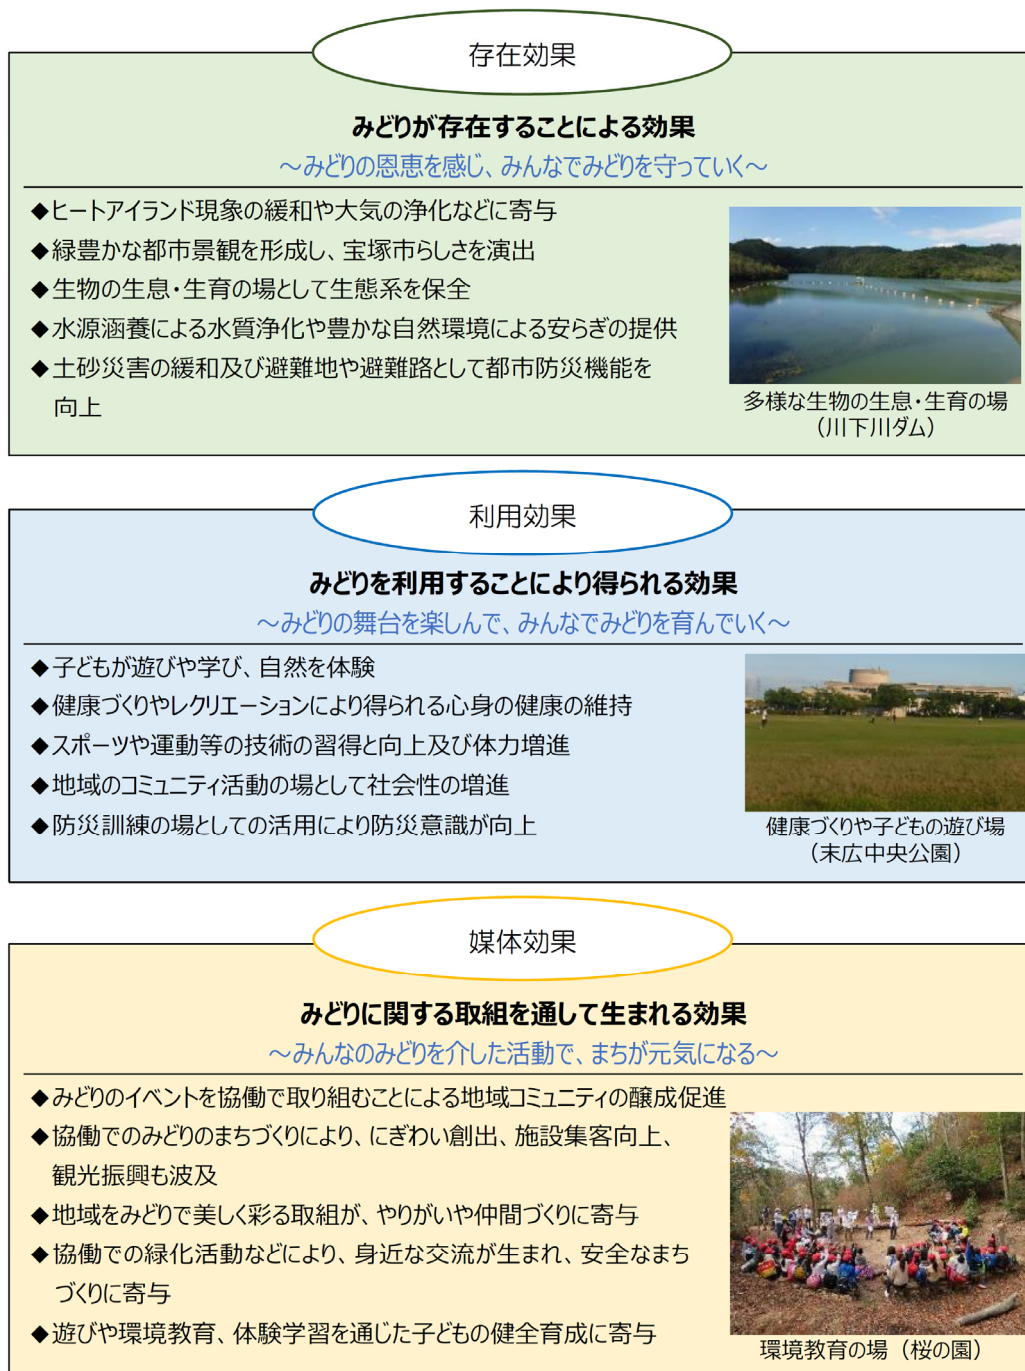 存在効果
みどりが存在することによる効果
～みどりの恩恵を感じ、みんなでみどりを守っていく～
◆ヒートアイランド現象の緩和や大気の浄化などに寄与
◆緑豊かな都市景観を形成し、宝塚市らしさを演出
◆生物の生息・生育の場として生態系を保全
◆水源涵養による水質浄化や豊かな自然環境による安らぎの提供
◆土砂災害の緩和及び避難地や避難路として都市防災機能を
向上
多様な生物の生息・生育の場
（川下川ダム）
利用効果
みどりを利用することにより得られる効果
～みどりの舞台を楽しんで、みんなでみどりを育んでいく～
◆子どもが遊びや学び、自然を体験
◆健康づくりやレクリエーションにより得られる心身の健康の維持
◆スポーツや運動等の技術の習得と向上及び体力増進
◆地域のコミュニティ活動の場として社会性の増進
◆防災訓練の場としての活用により防災意識が向上
健康づくりや子どもの遊び場
（末広中央公園）
媒体効果
みどりに関する取組を通して生まれる効果
～みんなのみどりを介した活動で、まちが元気になる～
◆みどりのイベントを協働で取り組むことによる地域コミュニティの醸成促進
◆協働でのみどりのまちづくりにより、にぎわい創出、施設集客向上、
観光振興も波及
◆地域をみどりで美しく彩る取組が、やりがいや仲間づくりに寄与
◆協働での緑化活動などにより、身近な交流が生まれ、安全なまち
づくりに寄与
◆遊びや環境教育、体験学習を通じた子どもの健全育成に寄与
環境教育の場（桜の園）